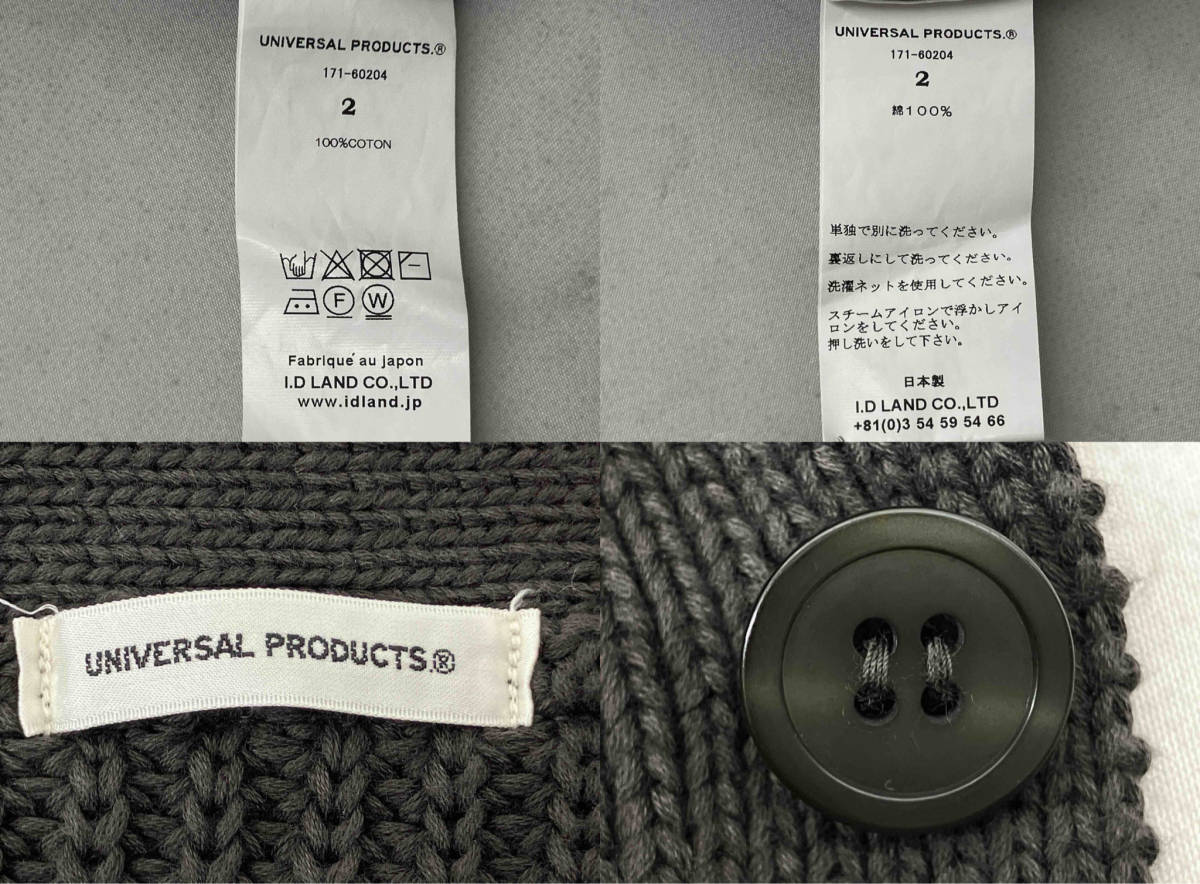 UNIVERSAL PRODUCTS.®
171-60204
2
100%COTON
F
W
Fabriqué au japon
I.D LAND CO.,LTD
www.idland.jp
UNIVERSAL PRODUCTS.®
171-60204
2
綿100%
単独で別に洗ってください。
裏返しにして洗ってください。
洗濯ネットを使用してください。
スチームアイロンで浮かしアイ
ロンをしてください。
押し洗いをして下さい。
日本製
I.D LAND CO.,LTD
+81(0)3 54 59 54 66
UNIVERSAL PRODUCTS.®